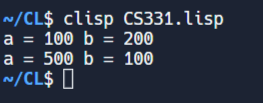 ~/CL$ clisp CS331.lisp
a = 100 b = 200
a = 500 b = 100
~/CL$